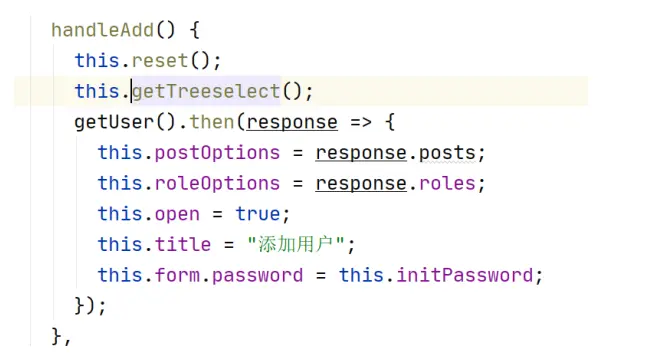 handleAdd() {
this.reset();
this.getTreeselect();
getUser().then(response => {
this.postOptions = response.posts;
this.roleOptions = response.roles;
this.open = true;
this.title = "添加用户";
this.form.password = this.initPassword;
});
},